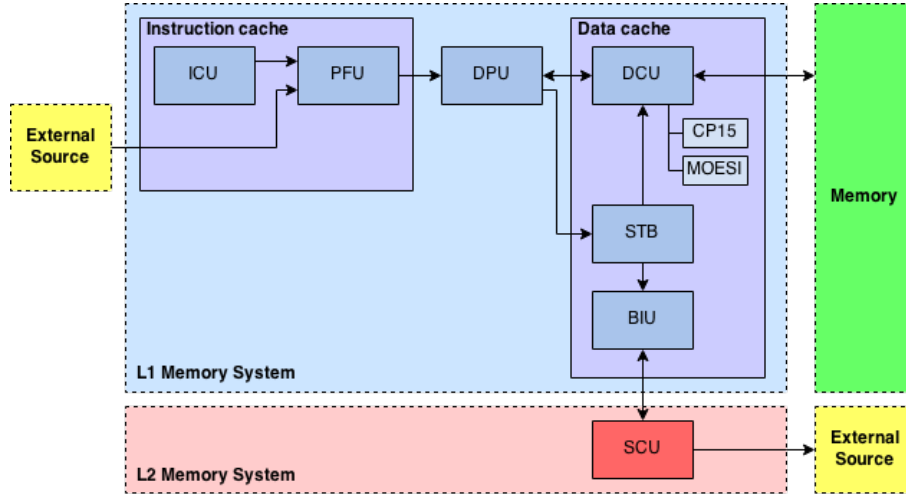 Instruction cache
Data cache
ICU
PFU
DPU
DCU
CP15
MOESI
External
Source
Memory
STB
BIU
L1 Memory System
SCU
External
Source
L2 Memory System